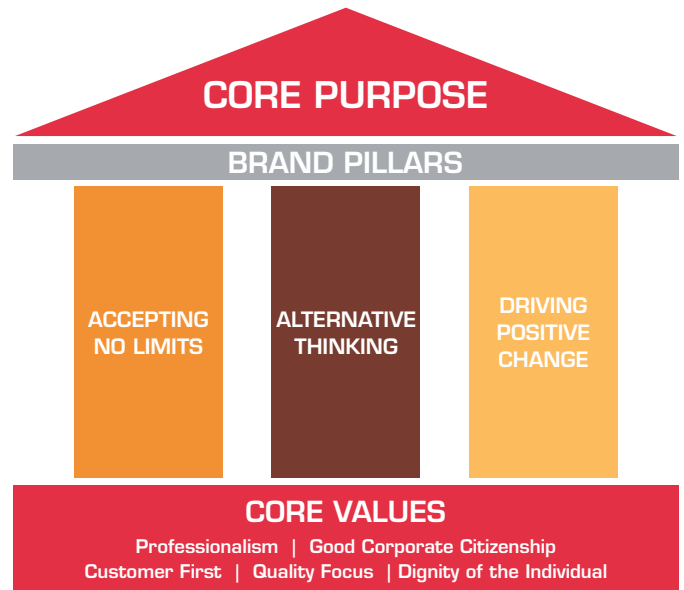 CORE PURPOSE
BRAND PILLARS
ACCEPTING
NO LIMITS
ALTERNATIVE
THINKING
DRIVING
POSITIVE
CHANGE
CORE VALUES
Professionalism | Good Corporate Citizenship
Customer First | Quality Focus | Dignity of the Individual